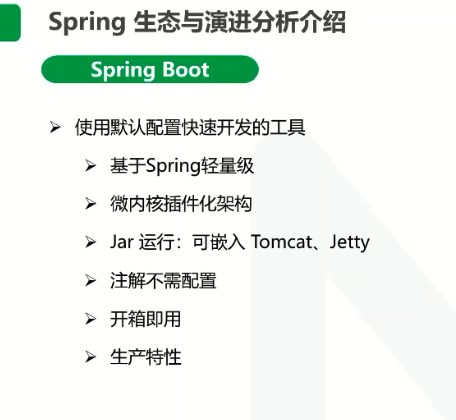 Spring 生态与演进分析介绍
Spring Boot
➢ 使用默认配置快速开发的工具
➢ 基于Spring轻量级
➢ 微内核插件化架构
➢ Jar 运行：可嵌入 Tomcat、Jetty
➢ 注解不需配置
➢ 开箱即用
➢ 生产特性